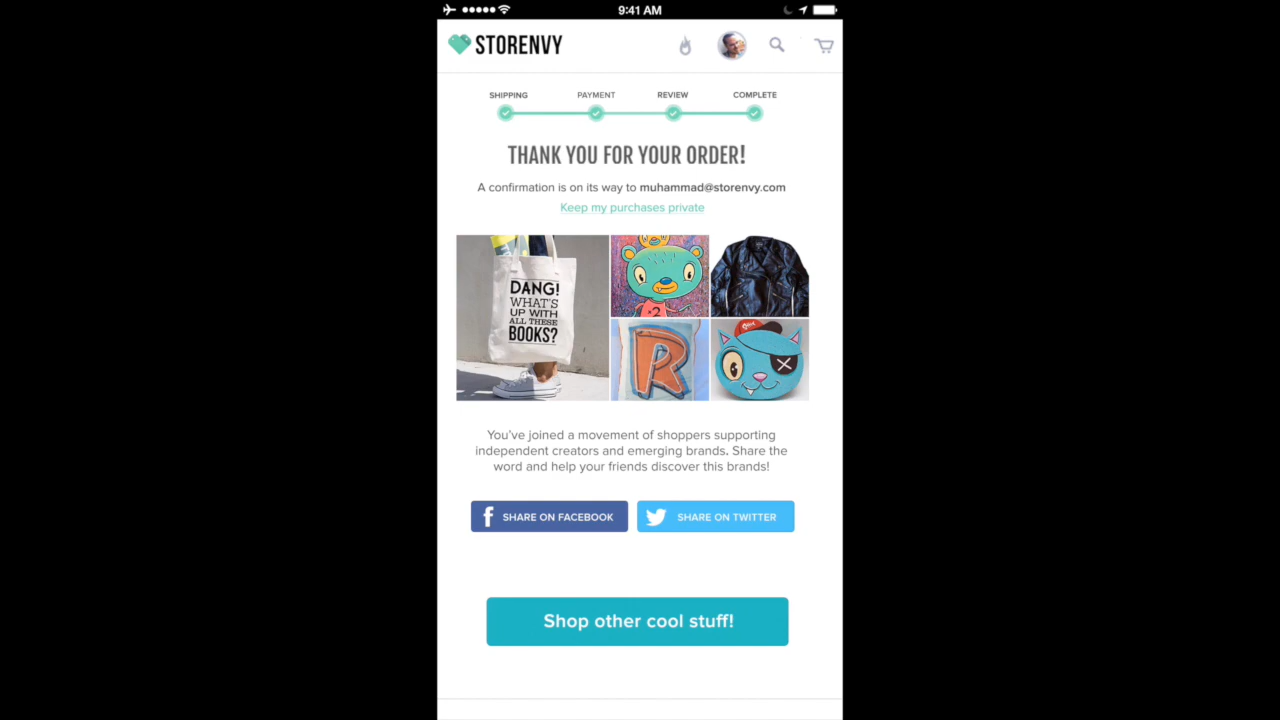 9:41 AM
STORENVY
SHIPPING PAYMENT REVIEW COMPLETE
THANK YOU FOR YOUR ORDER!
A confirmation is on its way to muhammad@storenvy.com
Keep my purchases private
DANG!
WHAT'S
UP WITH
ALL THESE
BOOKS?
2
R
You've joined a movement of shoppers supporting
independent creators and emerging brands. Share the
word and help your friends discover this brands!
f SHARE ON FACEBOOK
SHARE ON TWITTER
Shop other cool stuff!